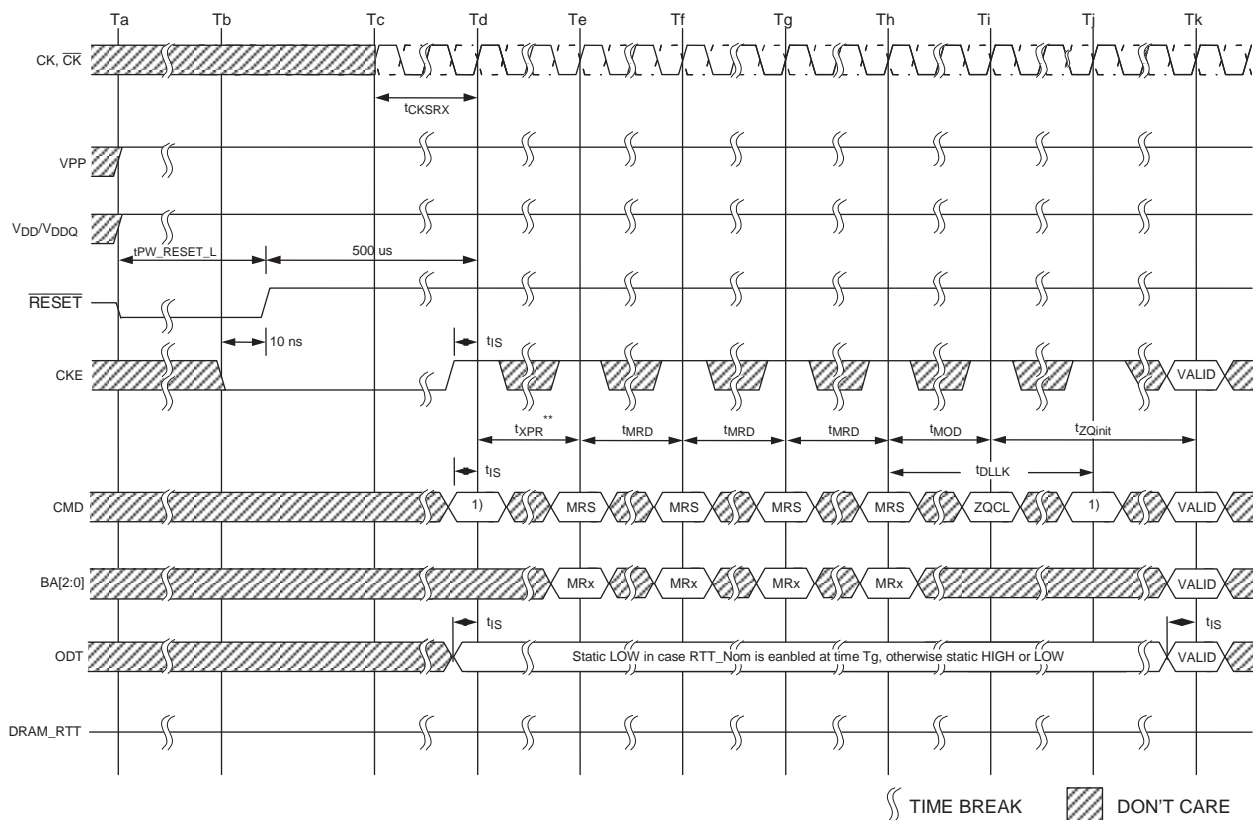 Ta Tb Tc Td Te Tf Tg Th Ti Tj Tk
CK, CK
tCKSRX
VPP
VDD/VDDQ
tPW_RESET_L 500 us
RESET
10 ns tIS
CKE VALID
tXPR** tMRD tMRD tMRD tMOD tZQinit
tIS tDLLK
CMD 1) MRS MRS MRS MRS ZQCL 1) VALID
BA[2:0] MRx MRx MRx MRx VALID
tIS tIS
ODT Static LOW in case RTT_Nom is eanbled at time Tg, otherwise static HIGH or LOW VALID
DRAM_RTT
TIME BREAK DON'T CARE